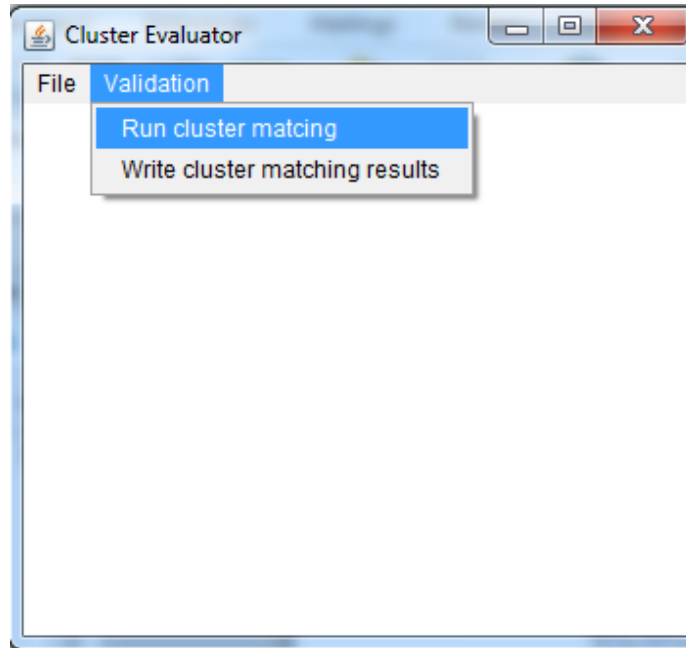 Cluster Evaluator
File Validation
Run cluster matcing
Write cluster matching results